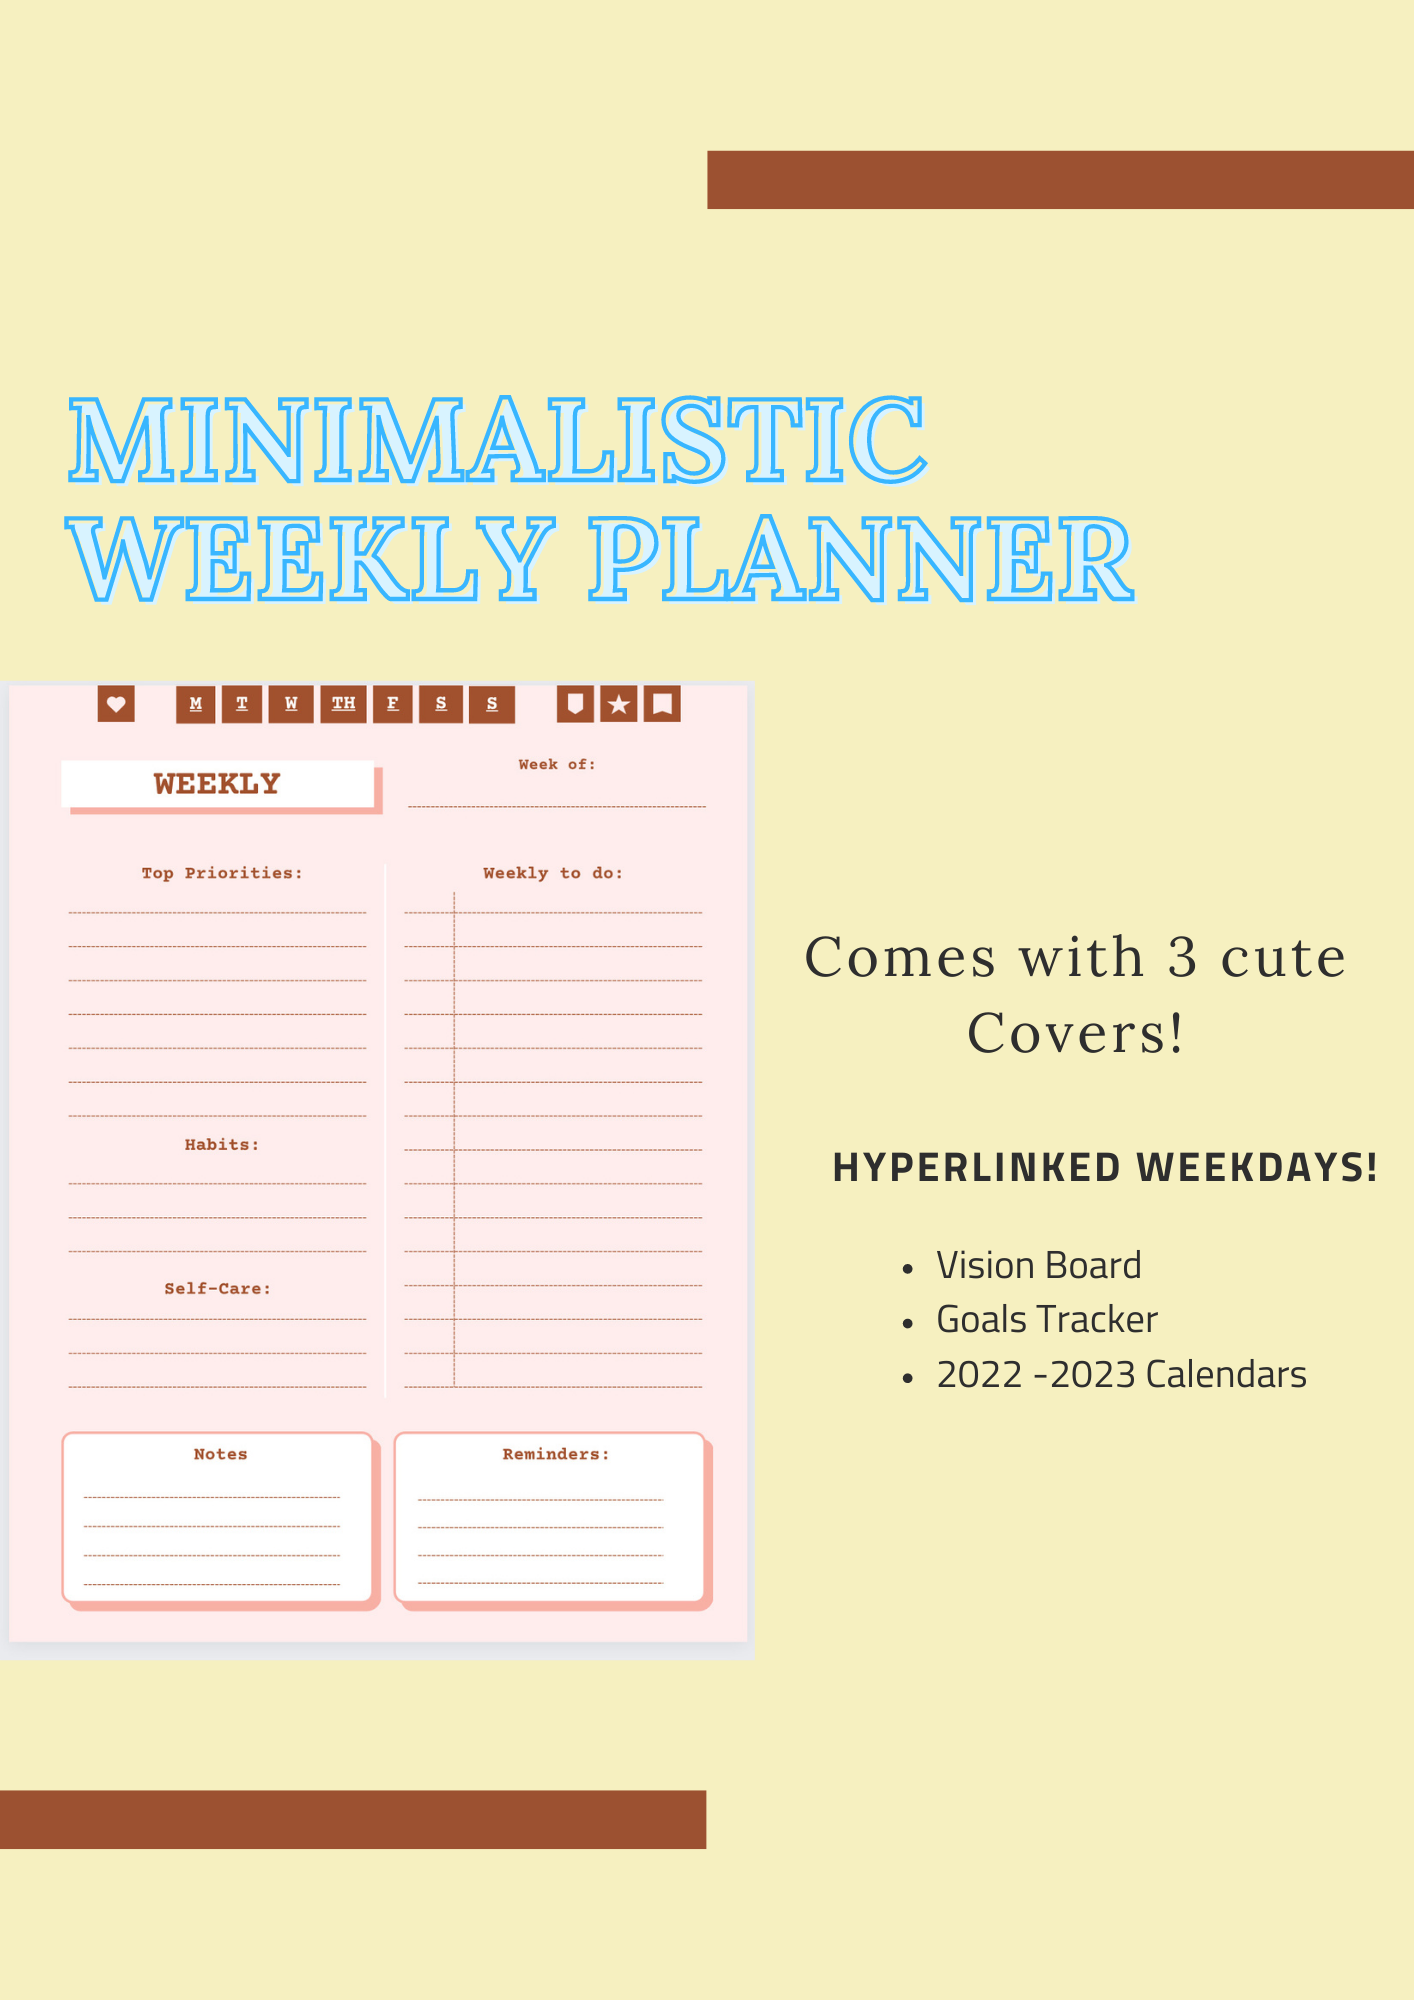 MINIMALISTIC
WEEKLY PLANNER
M T W TH F S S
WEEKLY
Week of:
Top Priorities:
Weekly to do:
Habits:
Self-Care:
Notes
Reminders:
Comes with 3 cute
Covers!
HYPERLINKED WEEKDAYS!
• Vision Board
• Goals Tracker
• 2022 -2023 Calendars